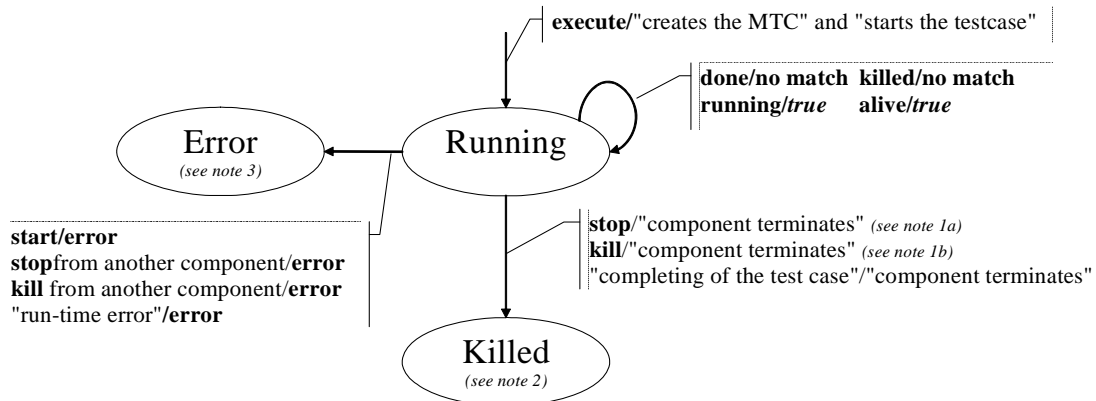 execute/"creates the MTC" and "starts the testcase"
done/no match killed/no match
running/true alive/true
Error
(see note 3)
Running
start/error
stopfrom another component/error
kill from another component/error
"run-time error"/error
stop/"component terminates" (see note 1a)
kill/"component terminates" (see note 1b)
"completing of the test case"/"component terminates"
Killed
(see note 2)